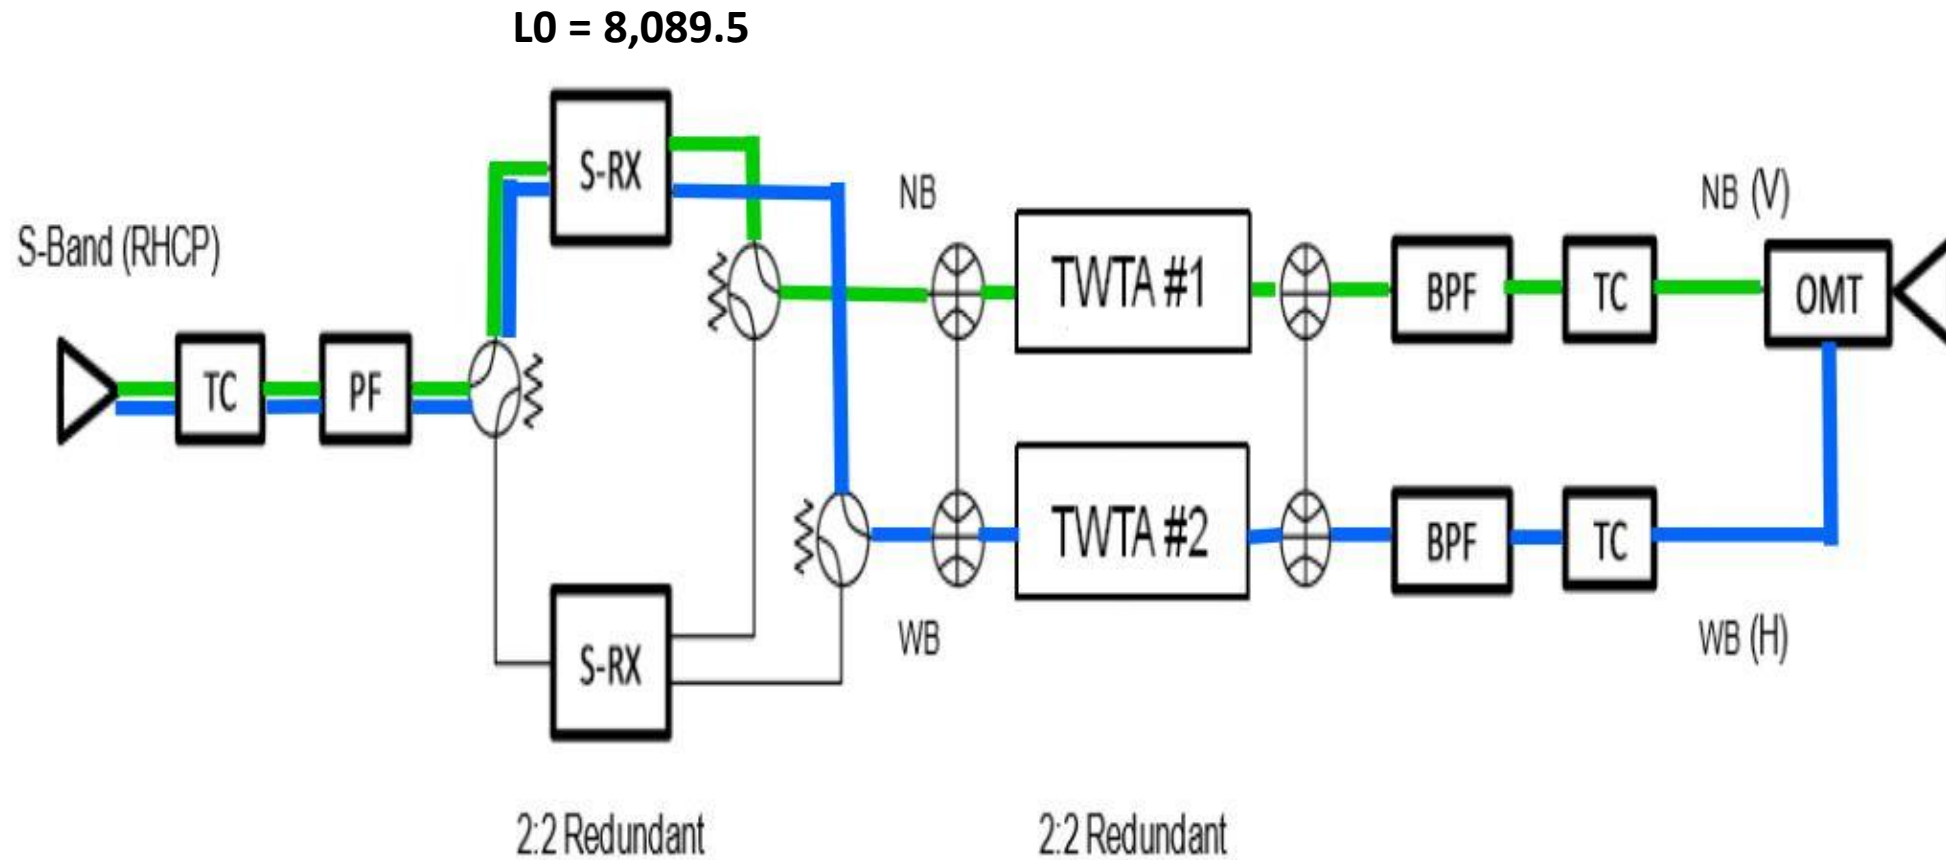 L0 = 8,089.5
S-RX
NB
NB (V)
S-Band (RHCP)
TWTA #1
BPF
TC
OMT
TC
PF
TWTA #2
BPF
TC
WB
WB (H)
S-RX
2:2 Redundant
2:2 Redundant